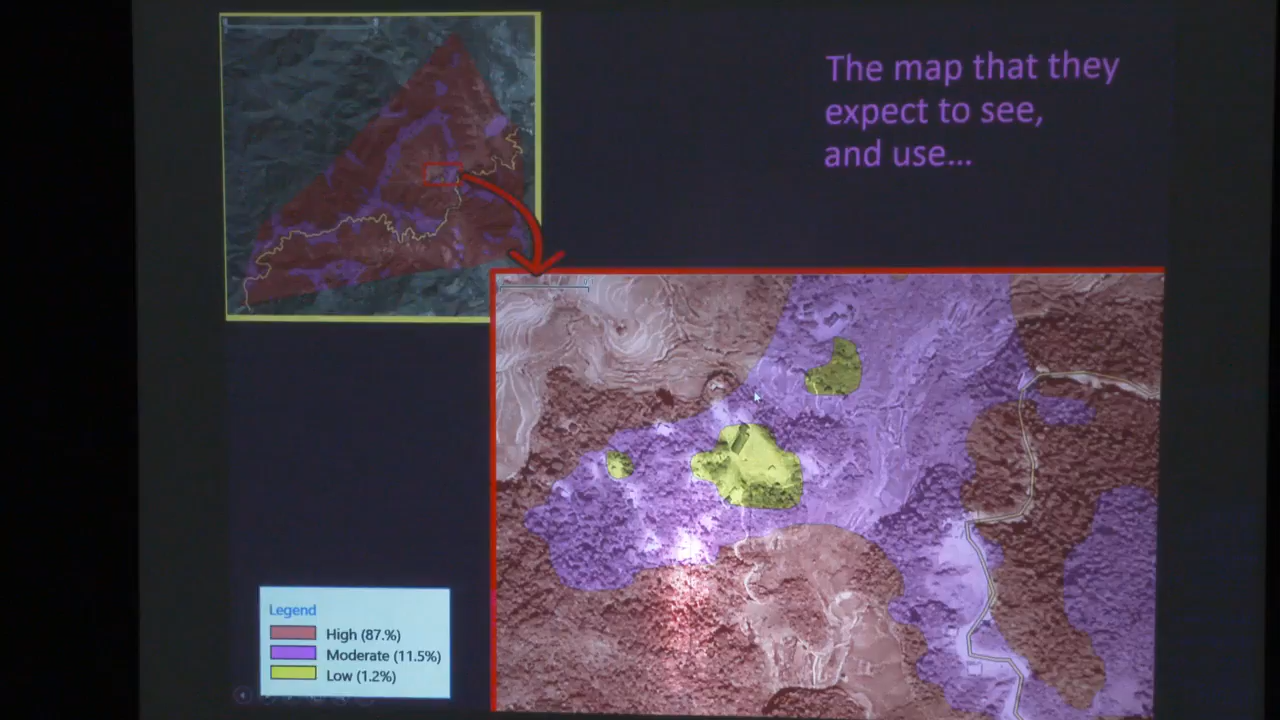 The map that they
expect to see,
and use...
Legend
High (87.%)
Moderate (11.5%)
Low (1.2%)